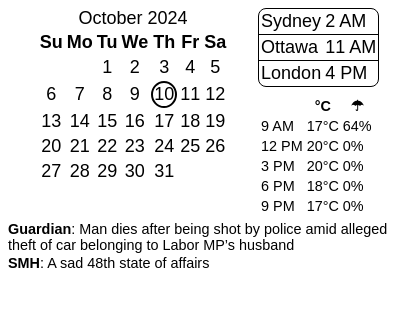 October 2024
Su Mo Tu We Th Fr Sa
1 2 3 4 5
6 7 8 9 10 11 12
13 14 15 16 17 18 19
20 21 22 23 24 25 26
27 28 29 30 31
Sydney 2 AM
Ottawa 11 AM
London 4 PM
°C ☂
9 AM 17°C 64%
12 PM 20°C 0%
3 PM 20°C 0%
6 PM 18°C 0%
9 PM 17°C 0%
Guardian: Man dies after being shot by police amid alleged
theft of car belonging to Labor MP’s husband
SMH: A sad 48th state of affairs